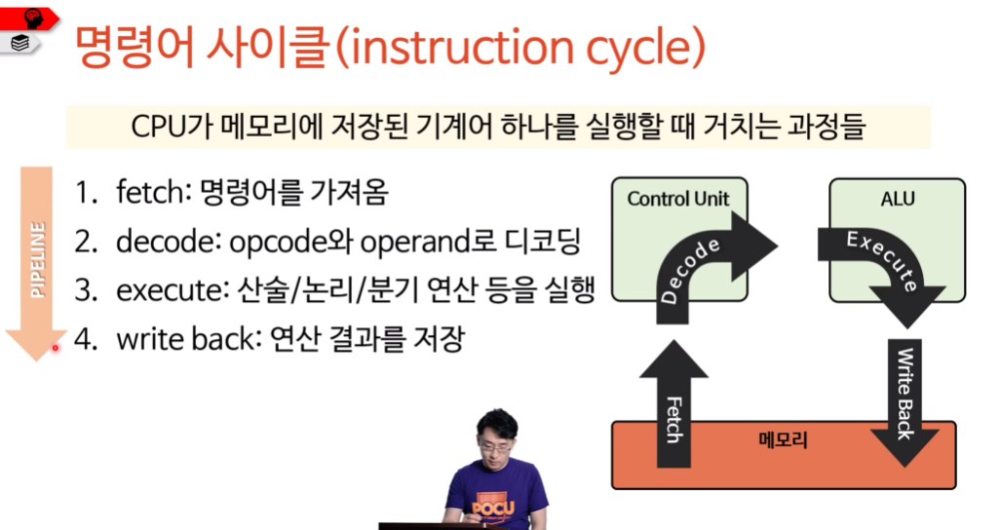 명령어 사이클(instruction cycle)
CPU가 메모리에 저장된 기계어 하나를 실행할 때 거치는 과정들
PIPELINE
1. fetch: 명령어를 가져옴
2. decode: opcode와 operand로 디코딩
3. execute: 산술/논리/분기 연산 등을 실행
4. write back: 연산 결과를 저장
Control Unit
ALU
Decode
Execute
Fetch
Write Back
메모리
POCU